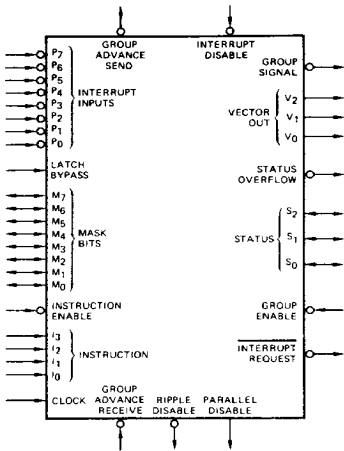 GROUP
ADVANCE
SEND
INTERRUPT
DISABLE
P7
P6
P5
P4
P3
P2
P1
P0
INTERRUPT
INPUTS
GROUP
SIGNAL
VECTOR
OUT
V2
V1
V0
LATCH
BYPASS
STATUS
OVERFLOW
M7
M6
M5
M4
M3
M2
M1
M0
MASK
BITS
STATUS
S2
S1
S0
INSTRUCTION
ENABLE
GROUP
ENABLE
I3
I2
I1
I0
INSTRUCTION
INTERRUPT
REQUEST
CLOCK
GROUP
ADVANCE
RECEIVE
RIPPLE
DISABLE
PARALLEL
DISABLE